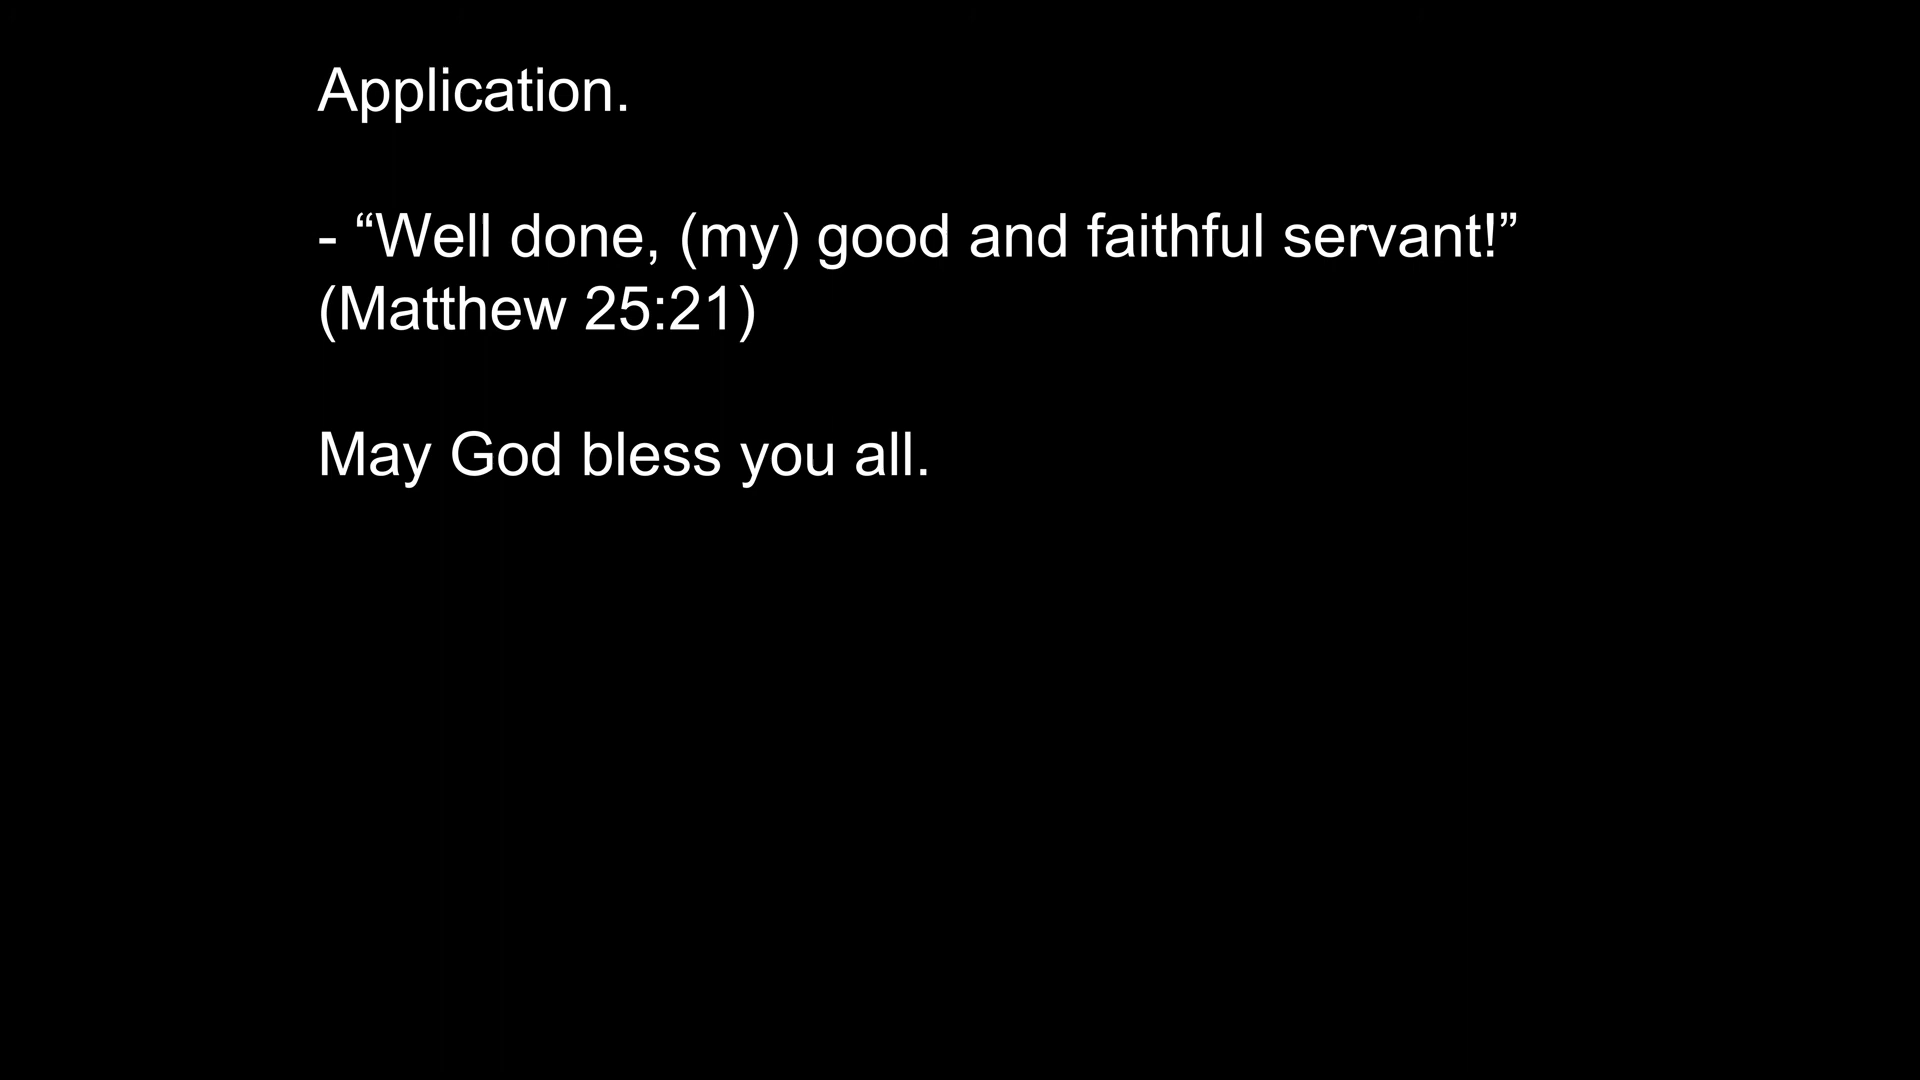 Application.
- “Well done, (my) good and faithful servant!”
(Matthew 25:21)
May God bless you all.